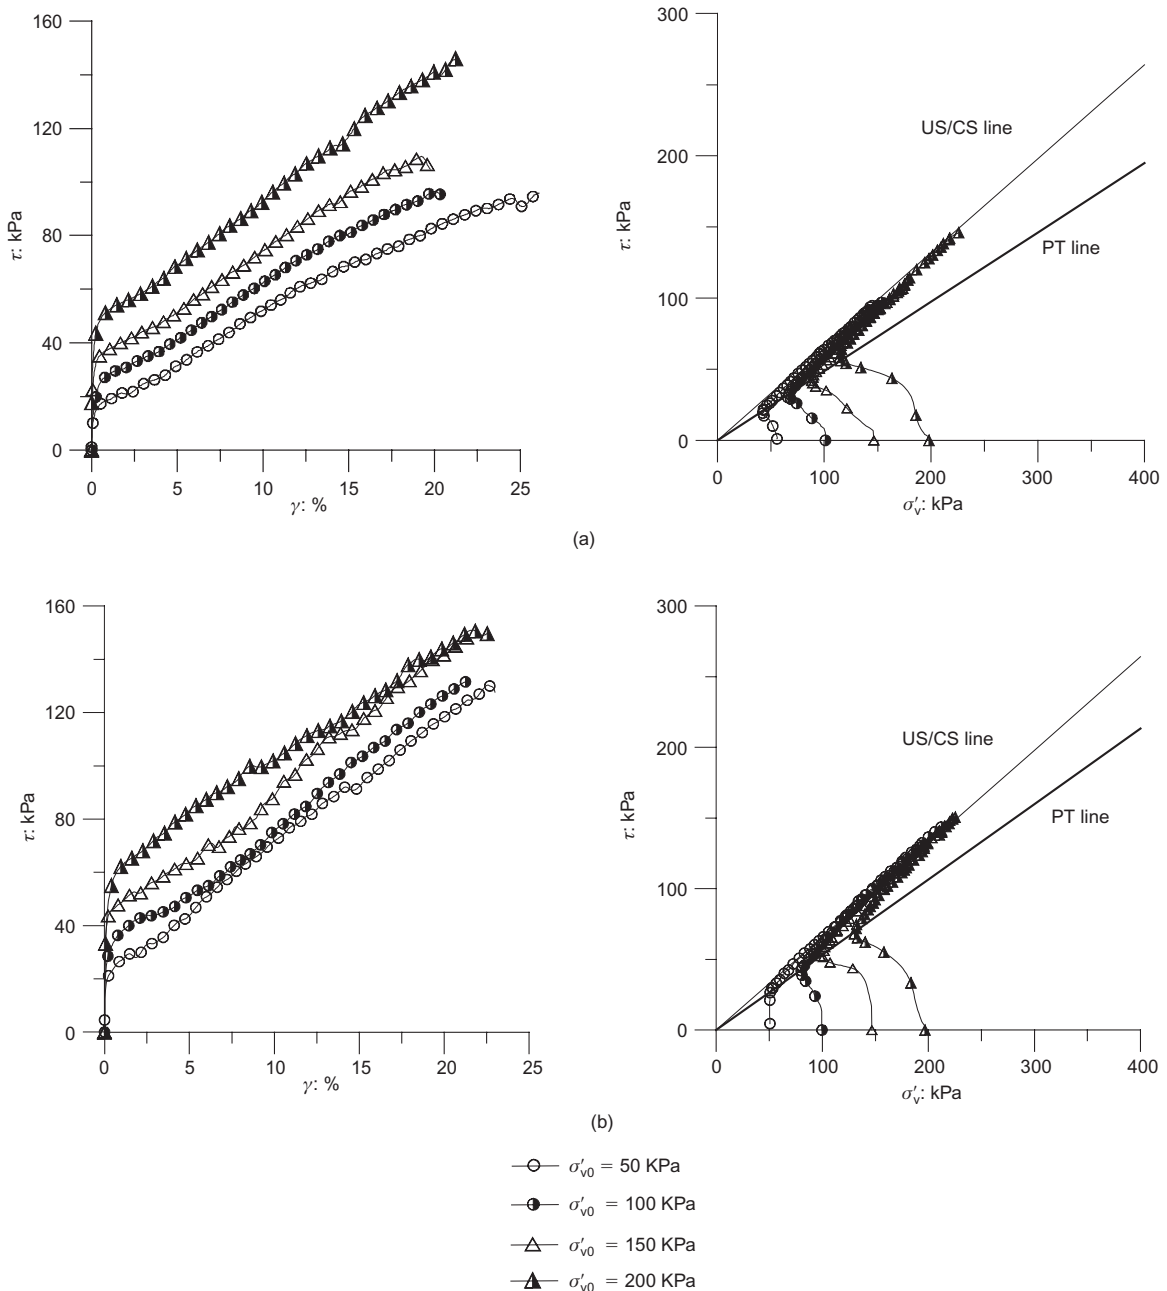 160
120
80
40
0
τ: kPa
0 5 10 15 20 25
γ: %
300
200
100
0
τ: kPa
US/CS line
PT line
0 100 200 300 400
σ′v: kPa
(a)
160
120
80
40
0
τ: kPa
0 5 10 15 20 25
γ: %
300
200
100
0
τ: kPa
US/CS line
PT line
0 100 200 300 400
σ′v: kPa
(b)
σ′v0 = 50 KPa
σ′v0 = 100 KPa
σ′v0 = 150 KPa
σ′v0 = 200 KPa